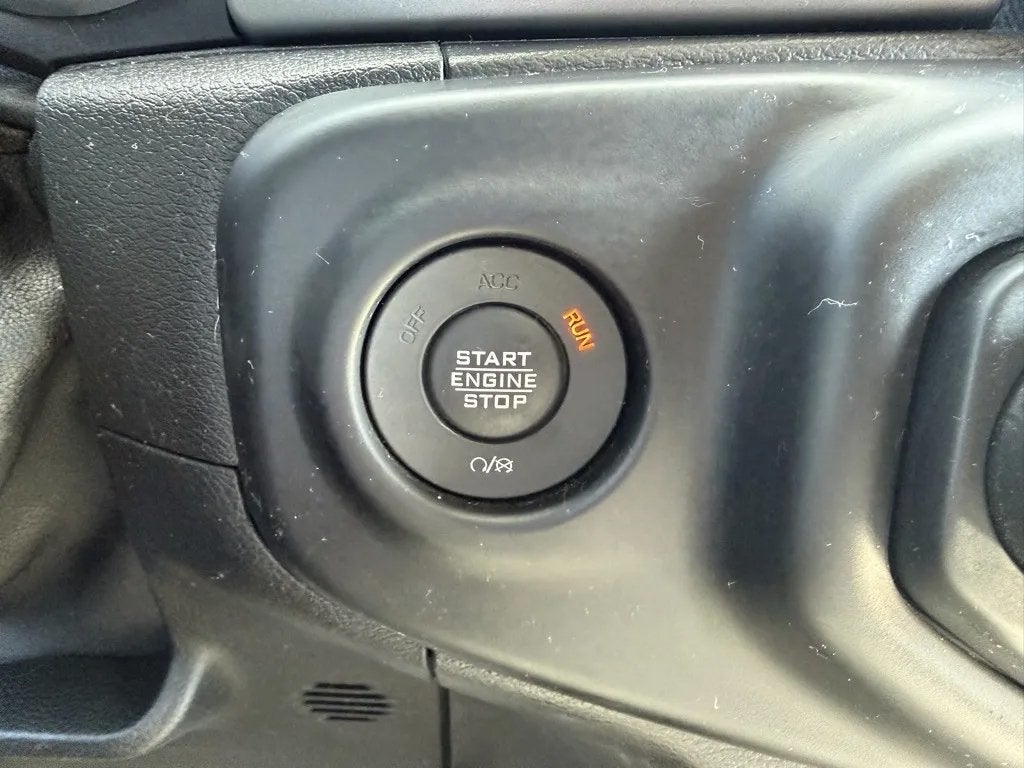 ACC
OFF
RUN
START
ENGINE
STOP